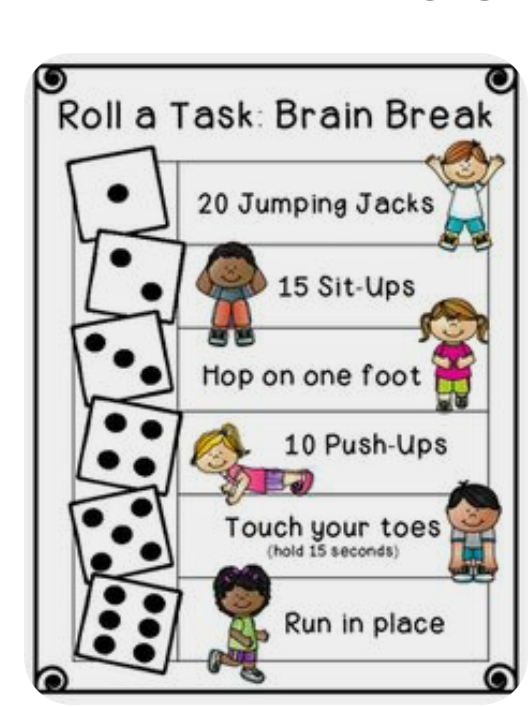 Roll a Task: Brain Break
20 Jumping Jacks
15 Sit-Ups
Hop on one foot
10 Push-Ups
Touch your toes
(hold 15 seconds)
Run in place